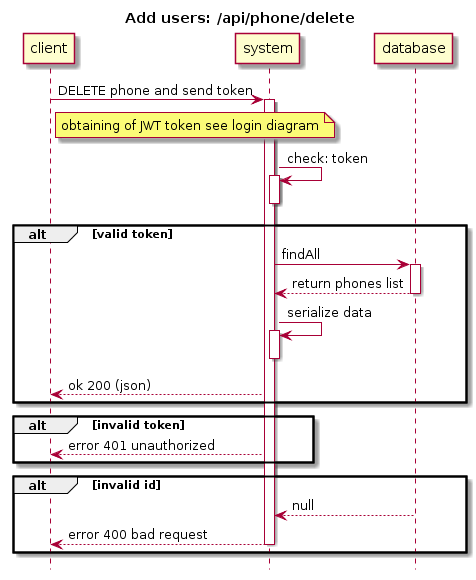 Add users: /api/phone/delete
client
system
database
DELETE phone and send token
obtaining of JWT token see login diagram
check: token
alt [valid token]
findAll
return phones list
serialize data
ok 200 (json)
alt [invalid token]
error 401 unauthorized
alt [invalid id]
null
error 400 bad request